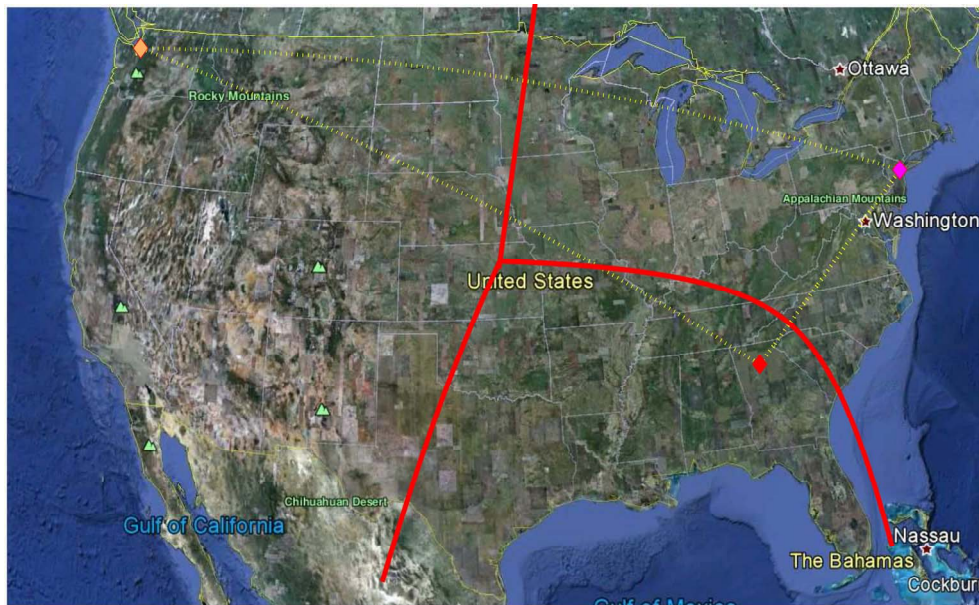 Ottawa
Rocky Mountains
Appalachian Mountains
Washington
United States
Chihuahuan Desert
Gulf of California
Nassau
The Bahamas
Cockbur
Gulf of Mexico